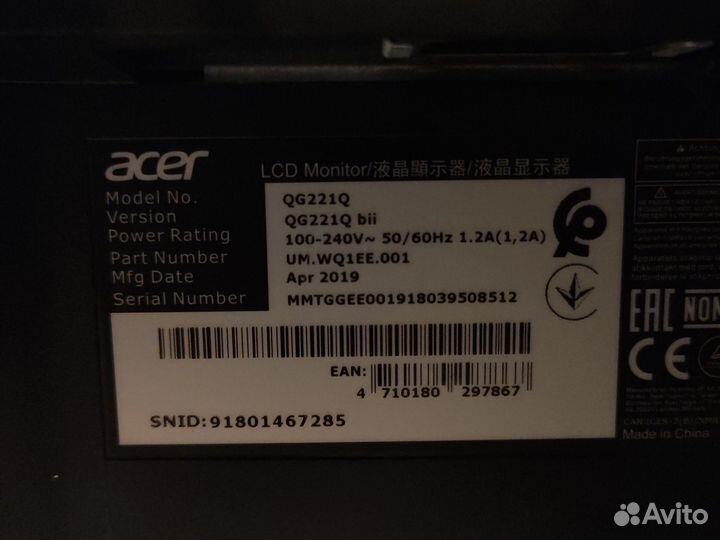 acer
LCD Monitor/液晶顯示器/液晶显示器
Model No. QG221Q
Version QG221Q bii
Power Rating 100-240V~ 50/60Hz 1.2A(1,2A)
Part Number UM.WQ1EE.001
Mfg Date Apr 2019
Serial Number MMTGGEE001918039508512
EAN:
4 710180 297867
SNID:91801467285
Achtung
EAC
CE
Made in China
Avito